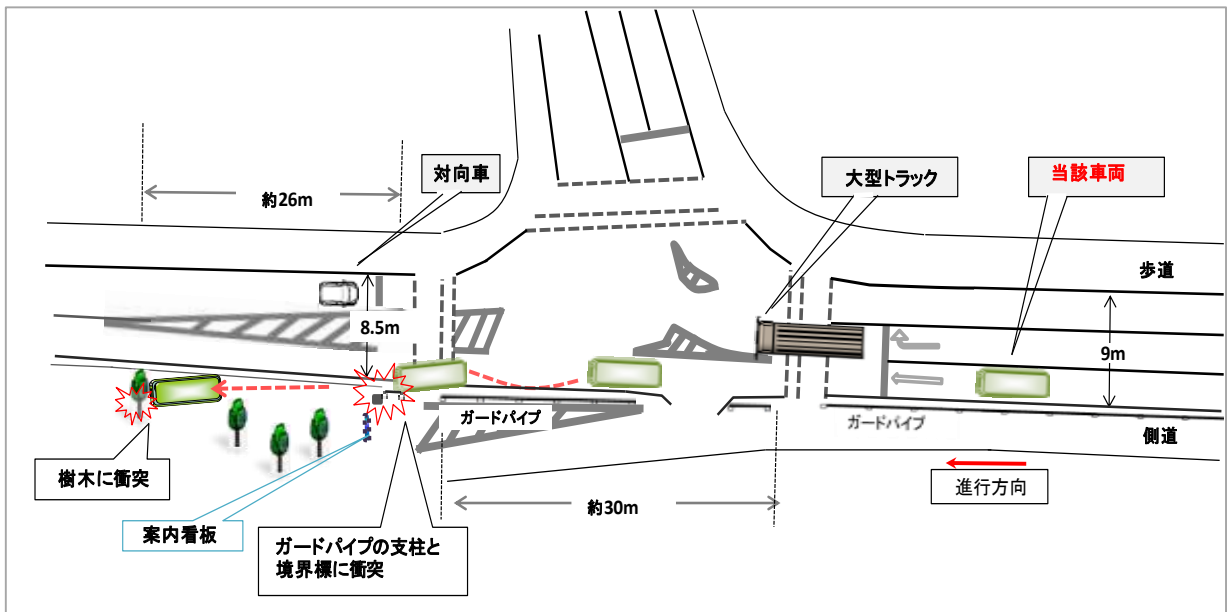 対向車
大型トラック
当該車両
約26m
歩道
8.5m
9m
ガードパイプ
ガードパイプ
側道
樹木に衝突
進行方向
約30m
案内看板
ガードパイプの支柱と
境界標に衝突